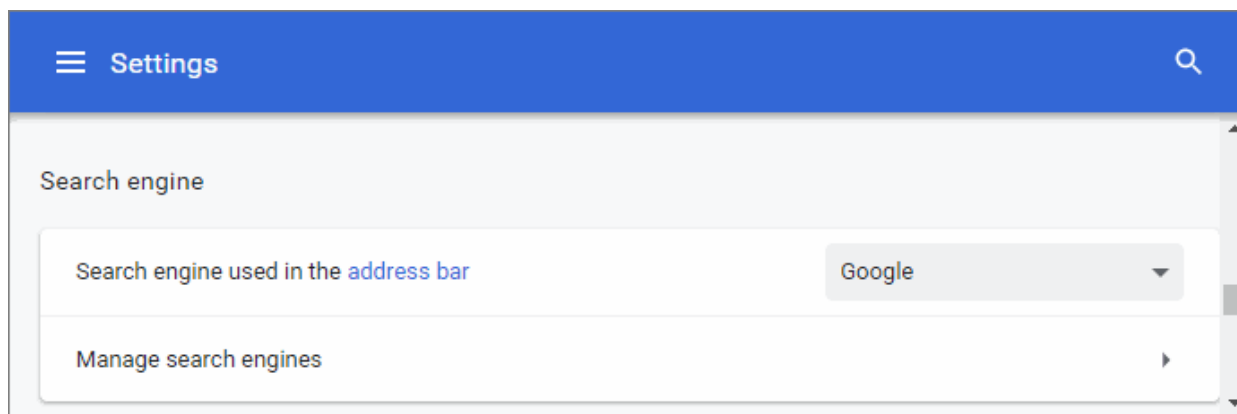 Settings
Search engine
Search engine used in the address bar
Google
Manage search engines